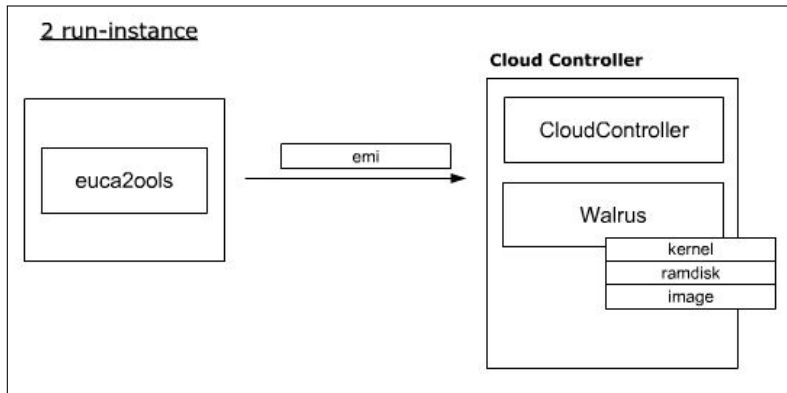 2 run-instance
Cloud Controller
CloudController
emi
euca2ools
Walrus
kernel
ramdisk
image